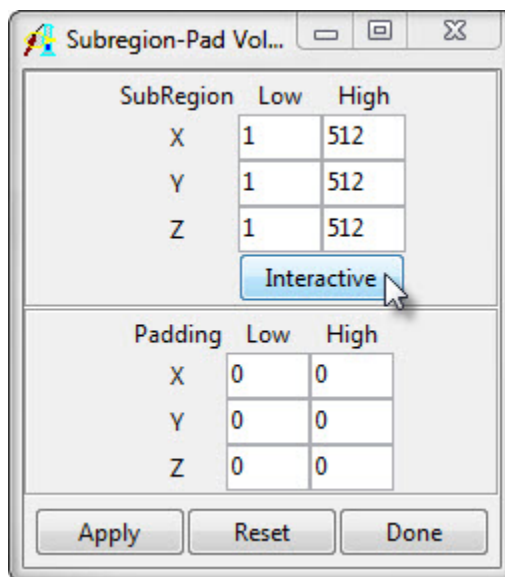 Subregion-Pad Vol...
SubRegion Low High
X 1 512
Y 1 512
Z 1 512
Interactive
Padding Low High
X 0 0
Y 0 0
Z 0 0
Apply Reset Done